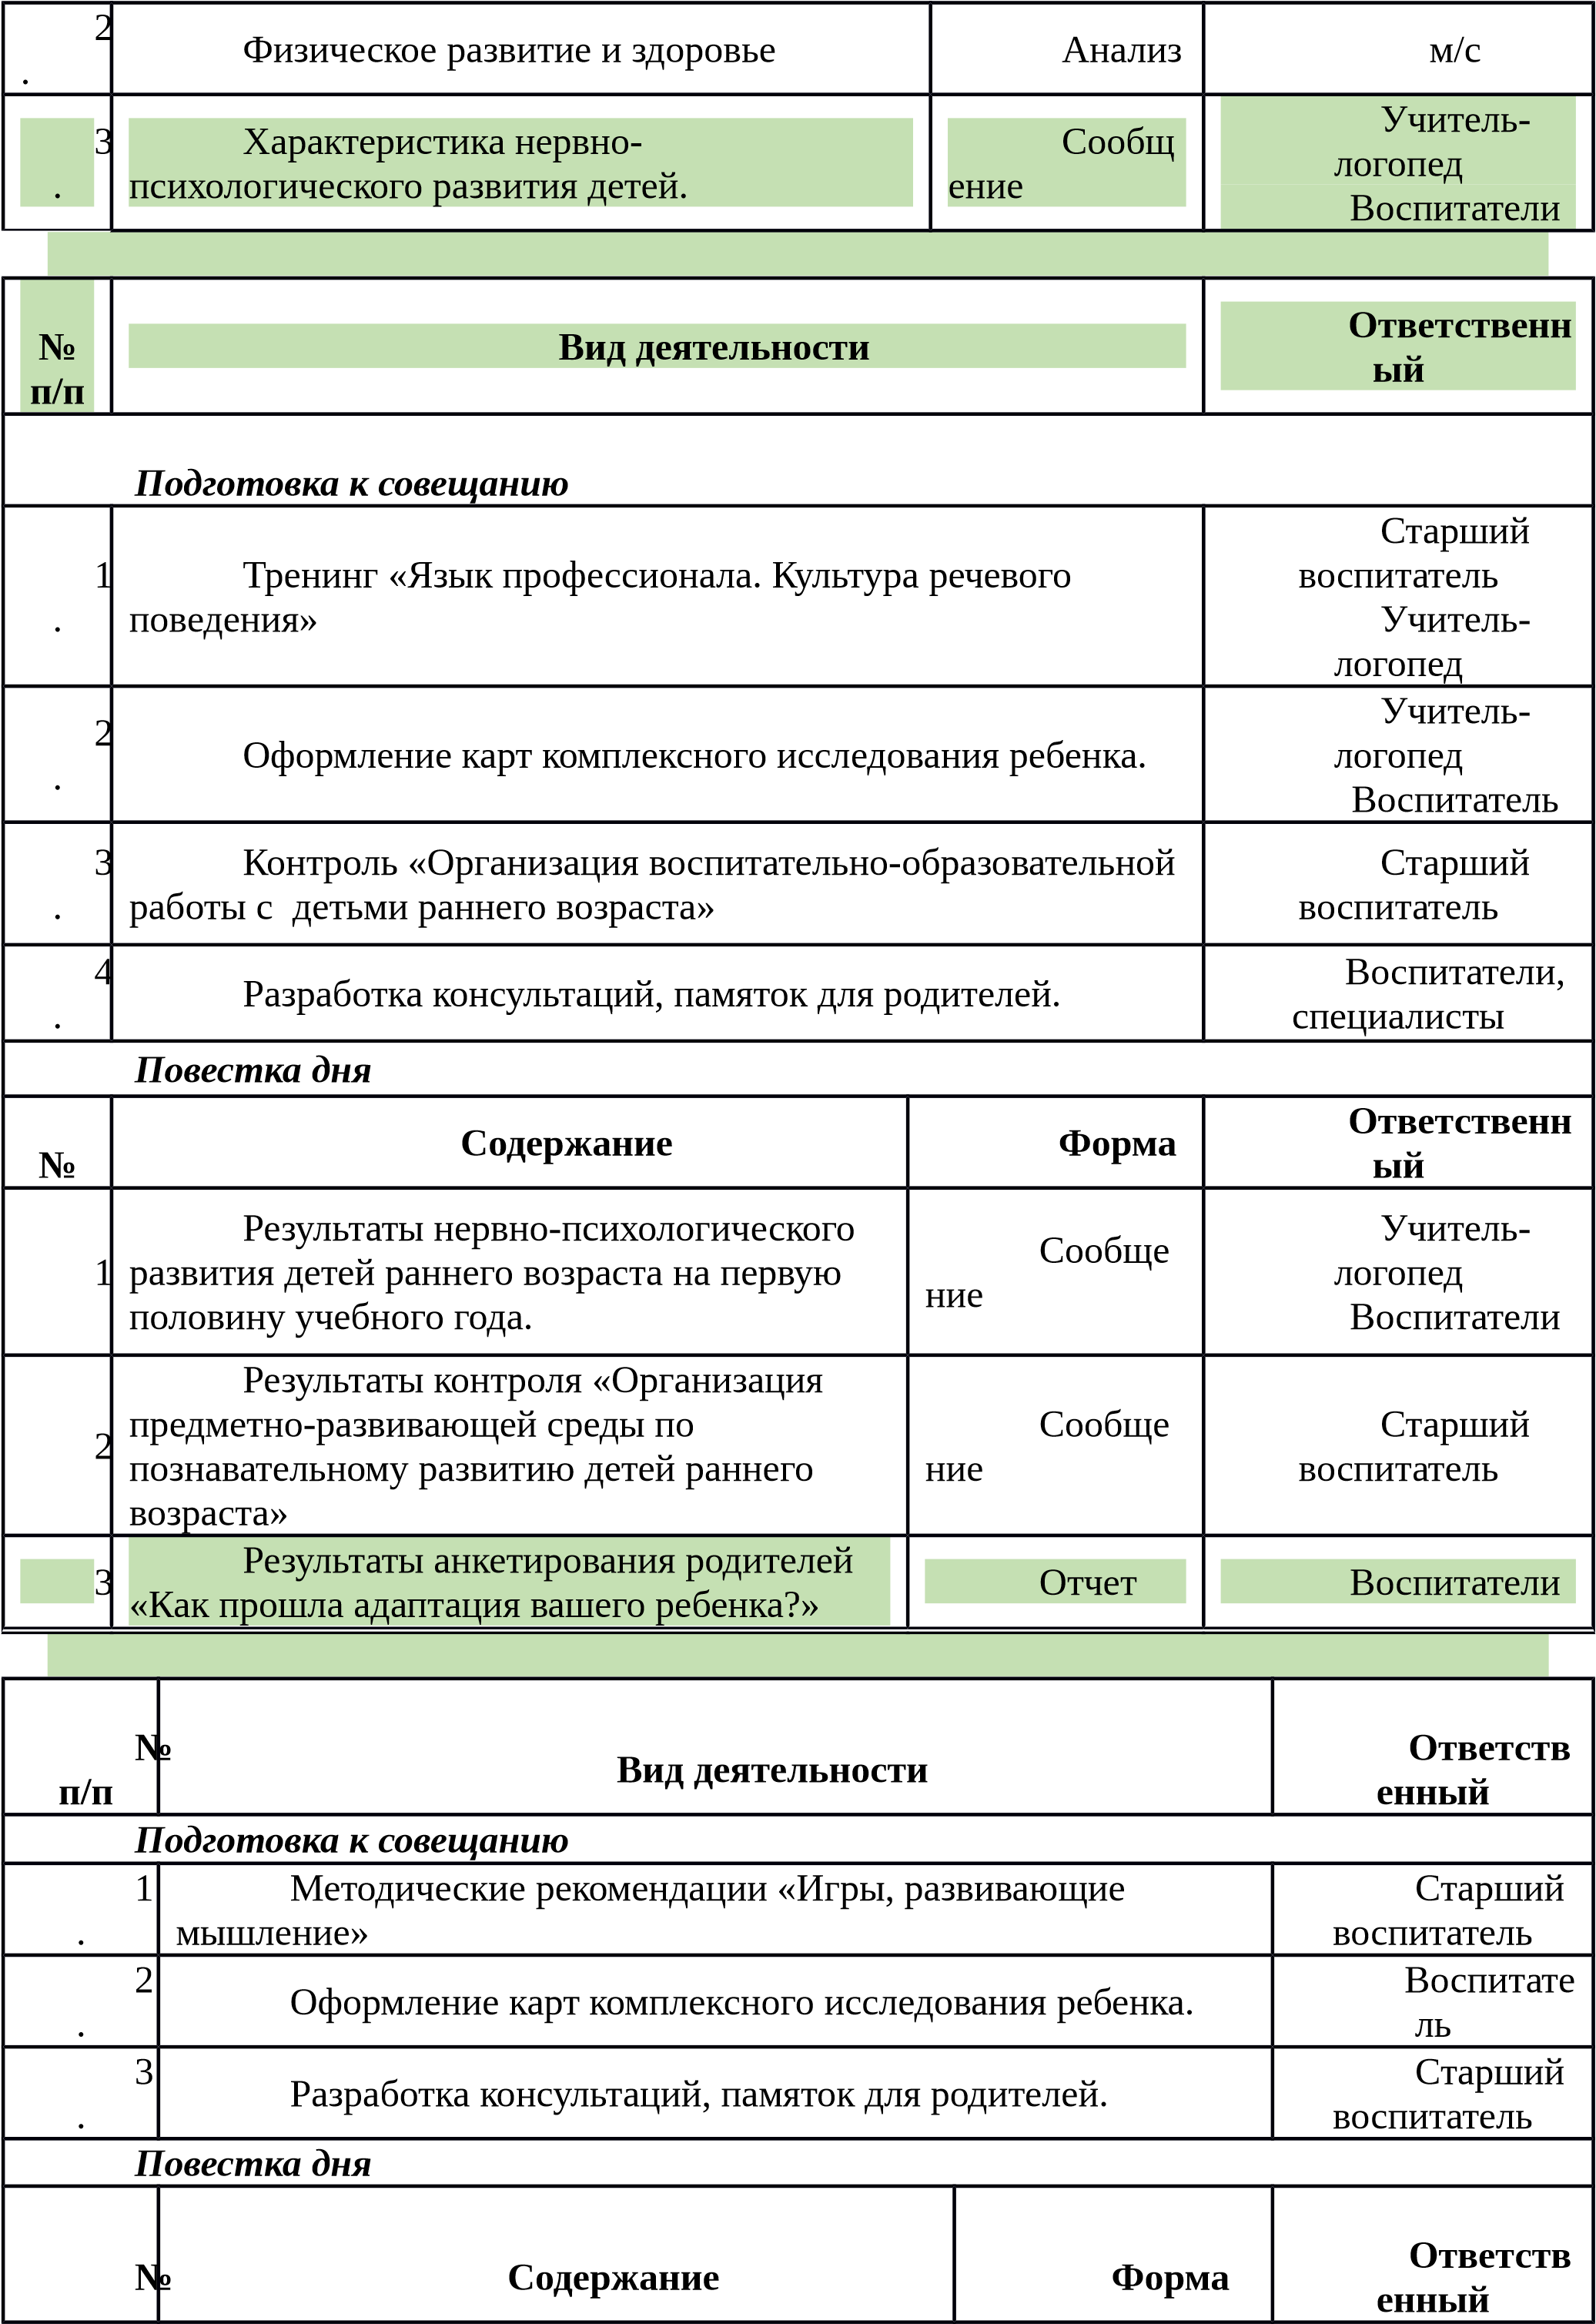 2
.
Физическое развитие и здоровье
Анализ
м/с
3
.
Характеристика нервно-
психологического развития детей.
Сообщ
ение
Учитель-
логопед
Воспитатели
№
п/п
Вид деятельности
Ответственн
ый
Подготовка к совещанию
1
.
Тренинг «Язык профессионала. Культура речевого
поведения»
Старший
воспитатель
Учитель-
логопед
2
.
Оформление карт комплексного исследования ребенка.
Учитель-
логопед
Воспитатель
3
.
Контроль «Организация воспитательно-образовательной
работы с  детьми раннего возраста»
Старший
воспитатель
4
.
Разработка консультаций, памяток для родителей.
Воспитатели,
специалисты
Повестка дня
№
Содержание
Форма
Ответственн
ый
1
Результаты нервно-психологического
развития детей раннего возраста на первую
половину учебного года.
Сообще
ние
Учитель-
логопед
Воспитатели
2
Результаты контроля «Организация
предметно-развивающей среды по
познавательному развитию детей раннего
возраста»
Сообще
ние
Старший
воспитатель
3
Результаты анкетирования родителей
«Как прошла адаптация вашего ребенка?»
Отчет
Воспитатели
№
п/п
Вид деятельности
Ответств
енный
Подготовка к совещанию
1
.
Методические рекомендации «Игры, развивающие
мышление»
Старший
воспитатель
2
.
Оформление карт комплексного исследования ребенка.
Воспитате
ль
3
.
Разработка консультаций, памяток для родителей.
Старший
воспитатель
Повестка дня
№
Содержание
Форма
Ответств
енный